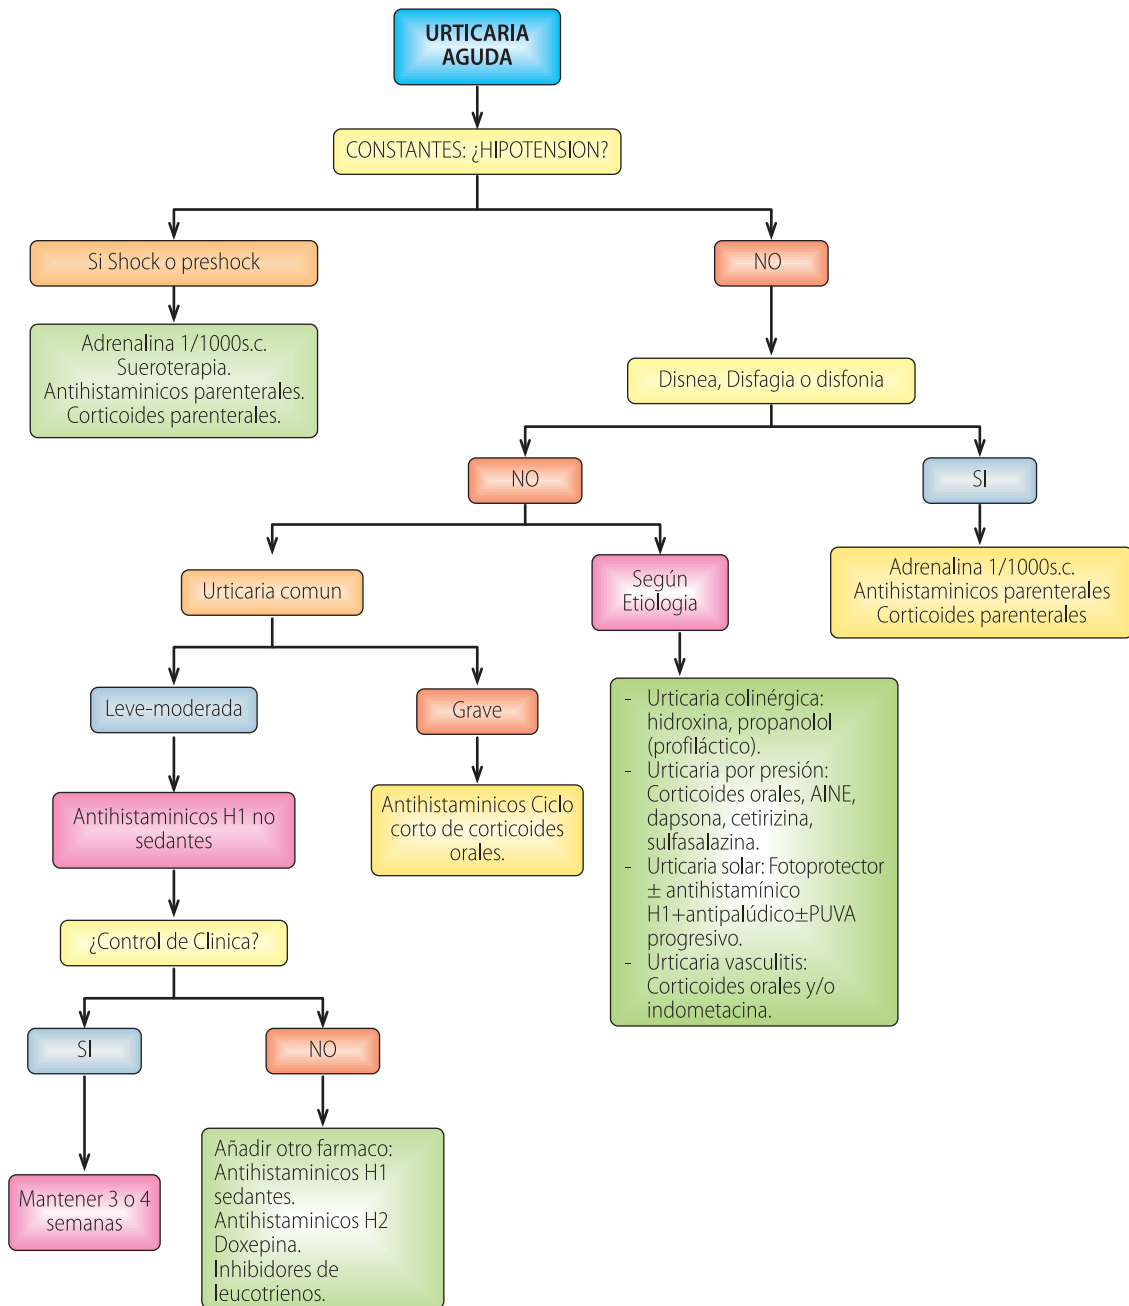 URTICARIA
AGUDA
CONSTANTES: ¿HIPOTENSION?
Si Shock o preshock
NO
Adrenalina 1/1000s.c.
Sueroterapia.
Antihistaminicos parenterales.
Corticoides parenterales.
Disnea, Disfagia o disfonia
NO
SI
Urticaria comun
Según
Etiologia
Adrenalina 1/1000s.c.
Antihistaminicos parenterales
Corticoides parenterales
Leve-moderada
Grave
- Urticaria colinérgica:
hidroxina, propanolol
(profiláctico).
- Urticaria por presión:
Corticoides orales, AINE,
dapsona, cetirizina,
sulfasalazina.
- Urticaria solar: Fotoprotector
± antihistamínico
H1+antipalúdico±PUVA
progresivo.
- Urticaria vasculitis:
Corticoides orales y/o
indometacina.
Antihistaminicos H1 no
sedantes
Antihistaminicos Ciclo
corto de corticoides
orales.
¿Control de Clinica?
SI
NO
Mantener 3 o 4
semanas
Añadir otro farmaco:
Antihistaminicos H1
sedantes.
Antihistaminicos H2
Doxepina.
Inhibidores de
leucotrienos.